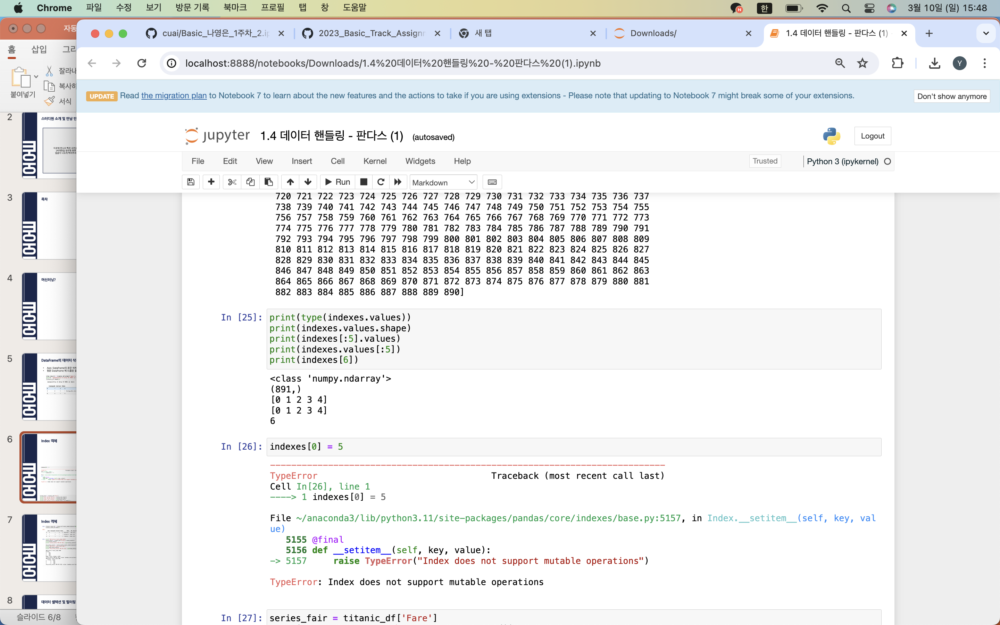 Chrome 파일 수정 보기 방문 기록 북마크 프로필 탭 창 도움말
한 3월 10일 (일) 15:48
자동
홈 삽입 그리
붙여넣기
잘라내
복사하
서식
cuai/Basic_나영은_1주차_2.ip
2023_Basic_Track_Assignm
새 탭
Downloads/
1.4 데이터 핸들링 - 판다스 (1)
localhost:8888/notebooks/Downloads/1.4%20데이터%20핸들링%20-%20판다스%20(1).ipynb
Y
UPDATE Read the migration plan to Notebook 7 to learn about the new features and the actions to take if you are using extensions - Please note that updating to Notebook 7 might break some of your extensions.
Don't show anymore
jupyter 1.4 데이터 핸들링 - 판다스 (1) (autosaved)
Logout
File Edit View Insert Cell Kernel Widgets Help
Trusted
Python 3 (ipykernel)
Run
Markdown
720 721 722 723 724 725 726 727 728 729 730 731 732 733 734 735 736 737
738 739 740 741 742 743 744 745 746 747 748 749 750 751 752 753 754 755
756 757 758 759 760 761 762 763 764 765 766 767 768 769 770 771 772 773
774 775 776 777 778 779 780 781 782 783 784 785 786 787 788 789 790 791
792 793 794 795 796 797 798 799 800 801 802 803 804 805 806 807 808 809
810 811 812 813 814 815 816 817 818 819 820 821 822 823 824 825 826 827
828 829 830 831 832 833 834 835 836 837 838 839 840 841 842 843 844 845
846 847 848 849 850 851 852 853 854 855 856 857 858 859 860 861 862 863
864 865 866 867 868 869 870 871 872 873 874 875 876 877 878 879 880 881
882 883 884 885 886 887 888 889 890]
In [25]:
print(type(indexes.values))
print(indexes.values.shape)
print(indexes[:5].values)
print(indexes.values[:5])
print(indexes[6])
<class 'numpy.ndarray'>
(891,)
[0 1 2 3 4]
[0 1 2 3 4]
6
In [26]: indexes[0] = 5
---------------------------------------------------------------------------
TypeError Traceback (most recent call last)
Cell In[26], line 1
----> 1 indexes[0] = 5
File ~/anaconda3/lib/python3.11/site-packages/pandas/core/indexes/base.py:5157, in Index.__setitem__(self, key, val
ue)
5155 @final
5156 def __setitem__(self, key, value):
-> 5157 raise TypeError("Index does not support mutable operations")
TypeError: Index does not support mutable operations
In [27]: series_fair = titanic_df['Fare']
2
스터디원 소개 및 만남 인
3
목차
4
머신러닝?
5
DataFrame의 데이터 삭
6
Index 객체
7
Index 객체
8
데이터 셀렉션 및 필터링
슬라이드 6/8